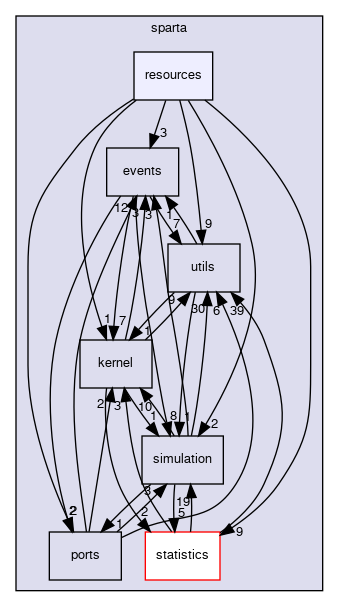 sparta
resources
3
events
12 3 3 1
7 9
utils
9 30 6 39
1 7 1
kernel
2 3 10 1 8 1 2
simulation
3 19
1 2 5 9
2
ports
statistics